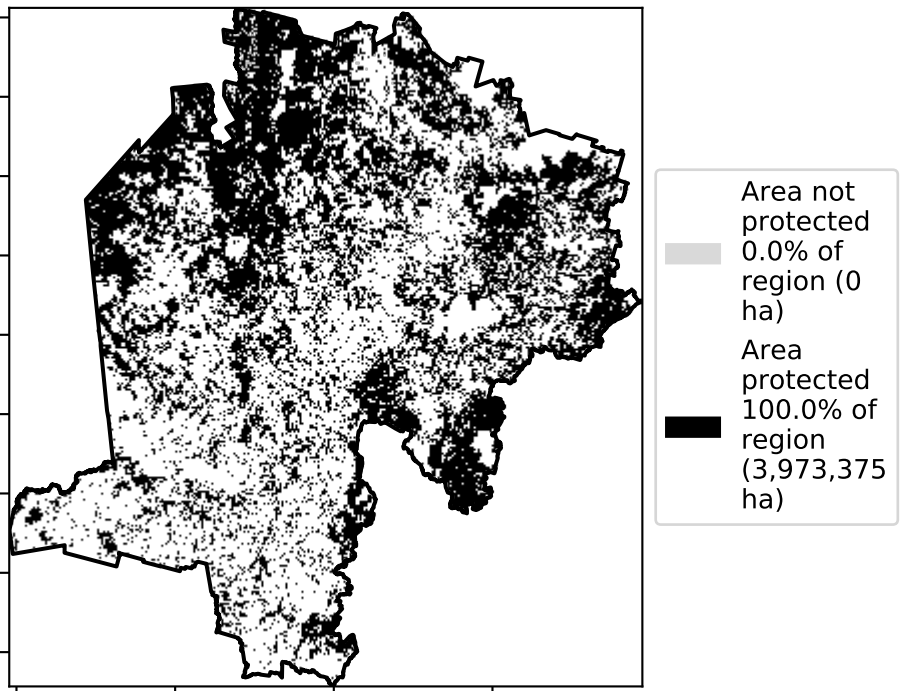 Area not
protected
0.0% of
region (0
ha)
Area
protected
100.0% of
region
(3,973,375
ha)